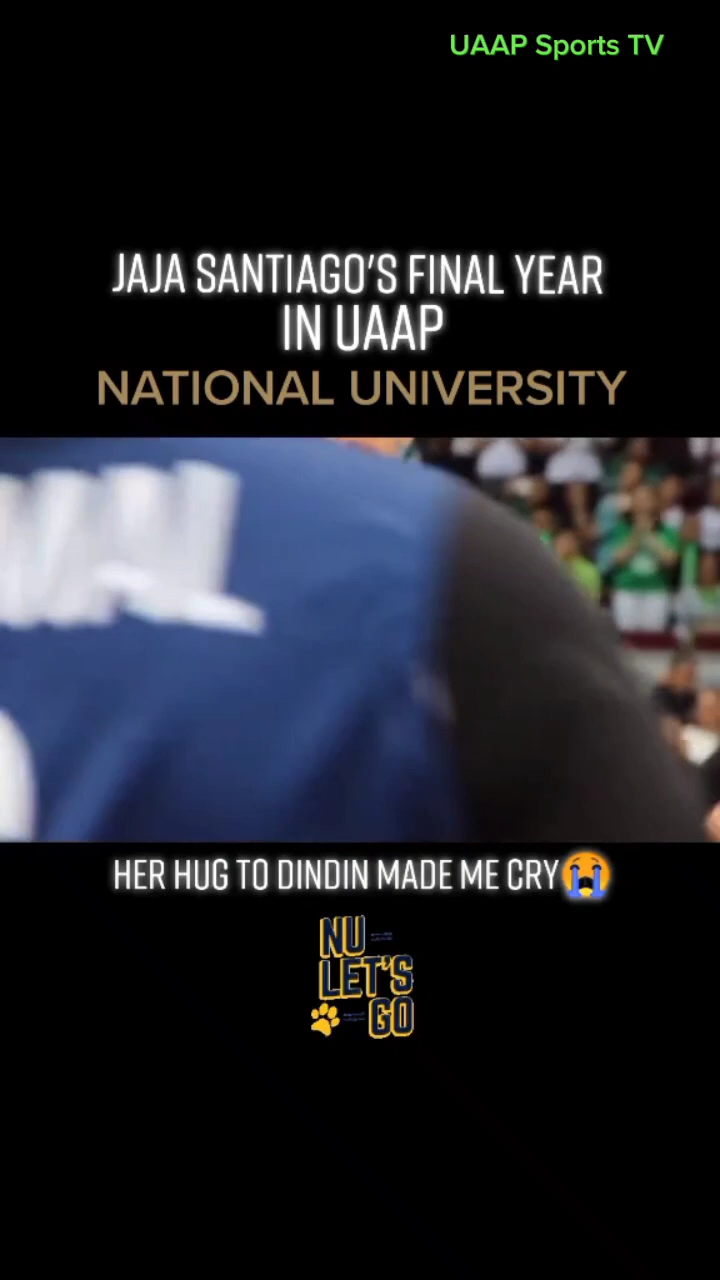 UAAP Sports TV
JAJA SANTIAGO'S FINAL YEAR
IN UAAP
NATIONAL UNIVERSITY
HER HUG TO DINDIN MADE ME CRY😭
NU
LET'S
GO